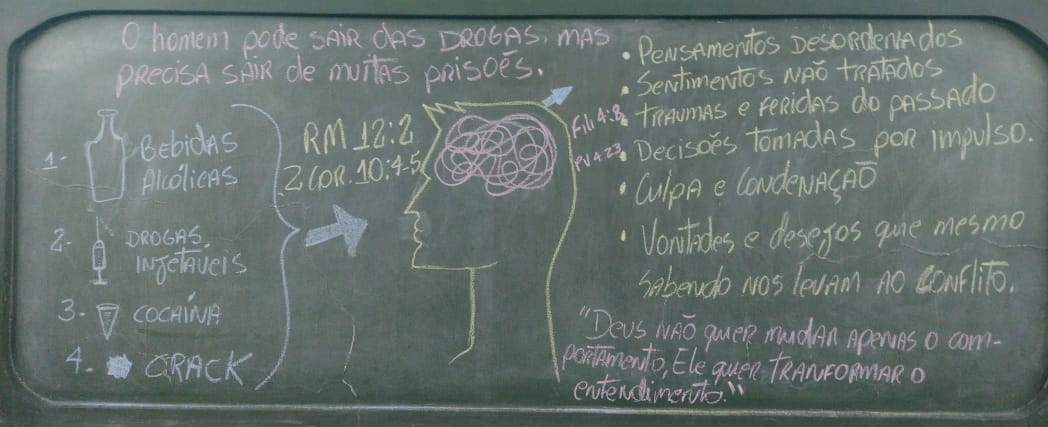 O homem pode SAIR DAS DROGAS, MAS
PRECISA SAIR de MUITAS PRISOÊS.
1- BEBIDAS
ALCÓLICAS
2- DROGAS,
INJETAVEIS
3- COCAÍNA
4- CRACK
RM 12:2
2 COR. 10:4-5
Fili 4:8
PV 4:23
• PENSAMENTOS DESORDENADOS
• SENTIMENTOS NÃO TRATADOS
• TRAUMAS e FERIDAS do PASSADO
• Decisões TOMADAS por IMPULSO.
• Culpa e CONDENAÇÃO
• VONTADES e desejos que mesmo
SABENDO NOS LEVAM AO CONFLITO.
"DEUS NÃO quer mudar APENAS O COM-
PORTAMENTO, Ele quer TRANFORMAR O
entendimento."